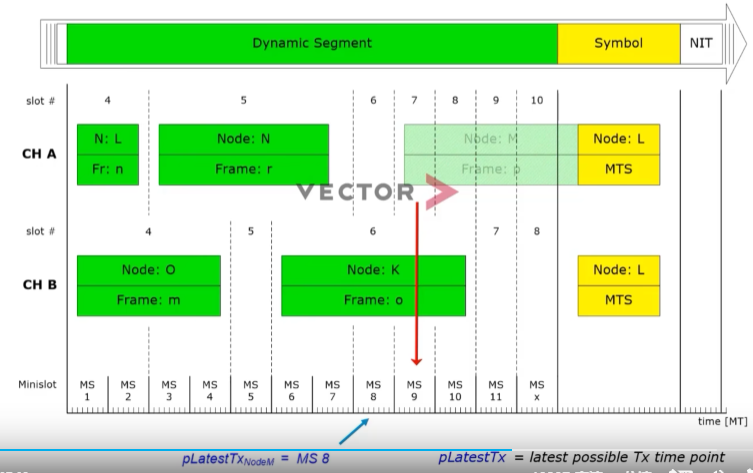 Dynamic Segment Symbol NIT
slot # 4 5 6 7 8 9 10
CH A
N: L Node: N Node: M Node: L
Fr: n Frame: r Frame: p MTS
VECTOR
slot # 4 5 6 7 8
CH B
Node: O Node: K Node: L
Frame: m Frame: o MTS
Minislot MS MS MS MS MS MS MS MS MS MS MS MS
1 2 3 4 5 6 7 8 9 10 11 x
time [MT]
pLatestTxNodeM = MS 8 pLatestTx = latest possible Tx time point